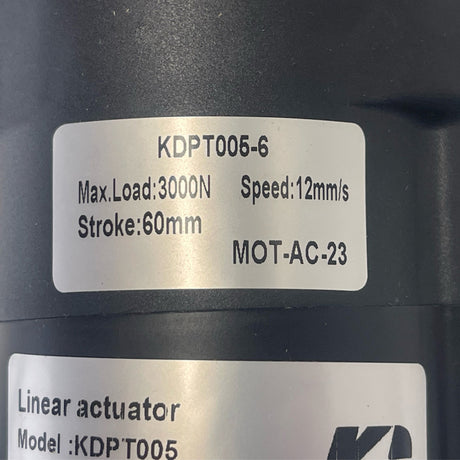 KDPT005-6
Max.Load:3000N Speed:12mm/s
Stroke:60mm
MOT-AC-23
Linear actuator
Model :KDPT005